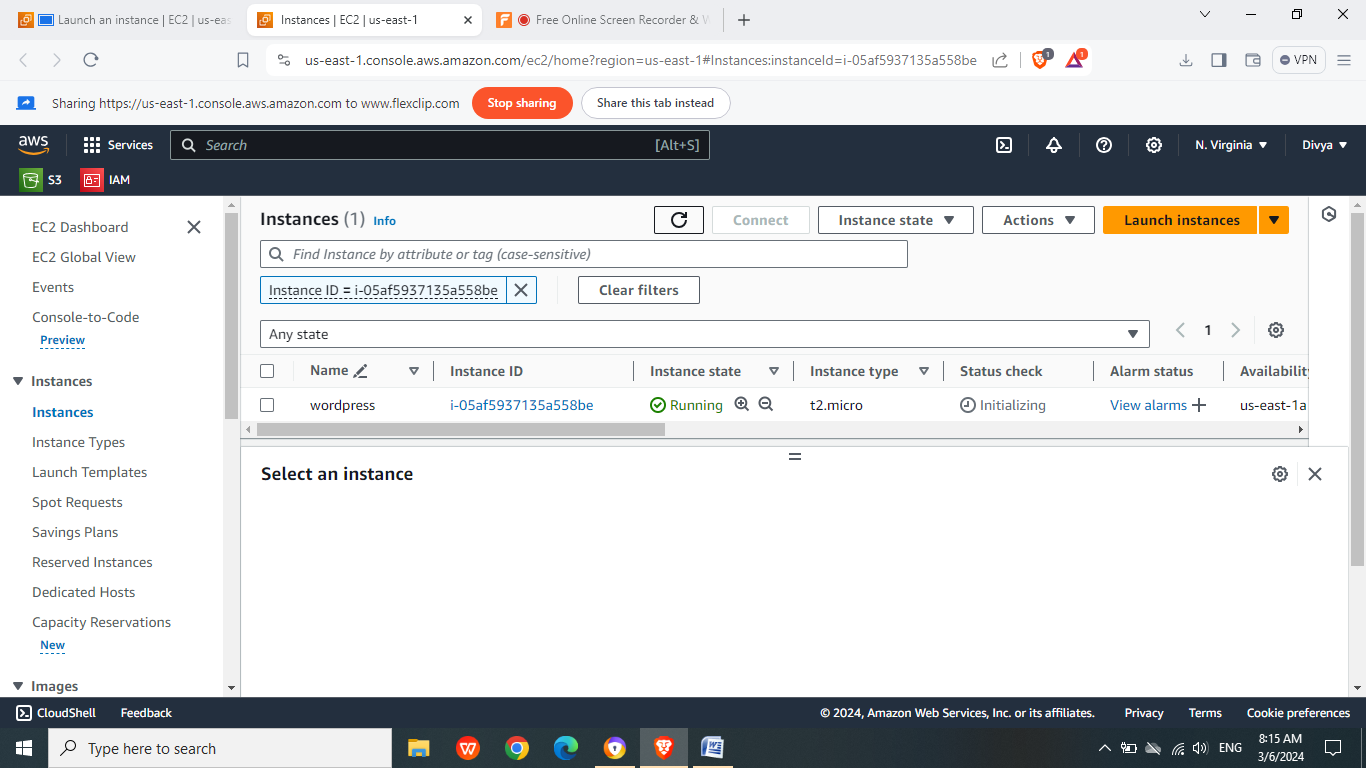 Launch an instance | EC2 | us-eas
Instances | EC2 | us-east-1
Free Online Screen Recorder & V
us-east-1.console.aws.amazon.com/ec2/home?region=us-east-1#Instances:instanceId=i-05af5937135a558be
1
1
VPN
Sharing https://us-east-1.console.aws.amazon.com to www.flexclip.com
Stop sharing
Share this tab instead
aws
Services
Search
[Alt+S]
N. Virginia
Divya
S3
IAM
EC2 Dashboard
EC2 Global View
Events
Console-to-Code
Preview
Instances
Instances
Instance Types
Launch Templates
Spot Requests
Savings Plans
Reserved Instances
Dedicated Hosts
Capacity Reservations
New
Images
Instances (1) Info
Connect
Instance state
Actions
Launch instances
Find Instance by attribute or tag (case-sensitive)
Instance ID = i-05af5937135a558be
Clear filters
Any state
1
Name
Instance ID
Instance state
Instance type
Status check
Alarm status
Availability
wordpress
i-05af5937135a558be
Running
t2.micro
Initializing
View alarms
us-east-1a
Select an instance
CloudShell
Feedback
© 2024, Amazon Web Services, Inc. or its affiliates.
Privacy
Terms
Cookie preferences
Type here to search
ENG
8:15 AM
3/6/2024